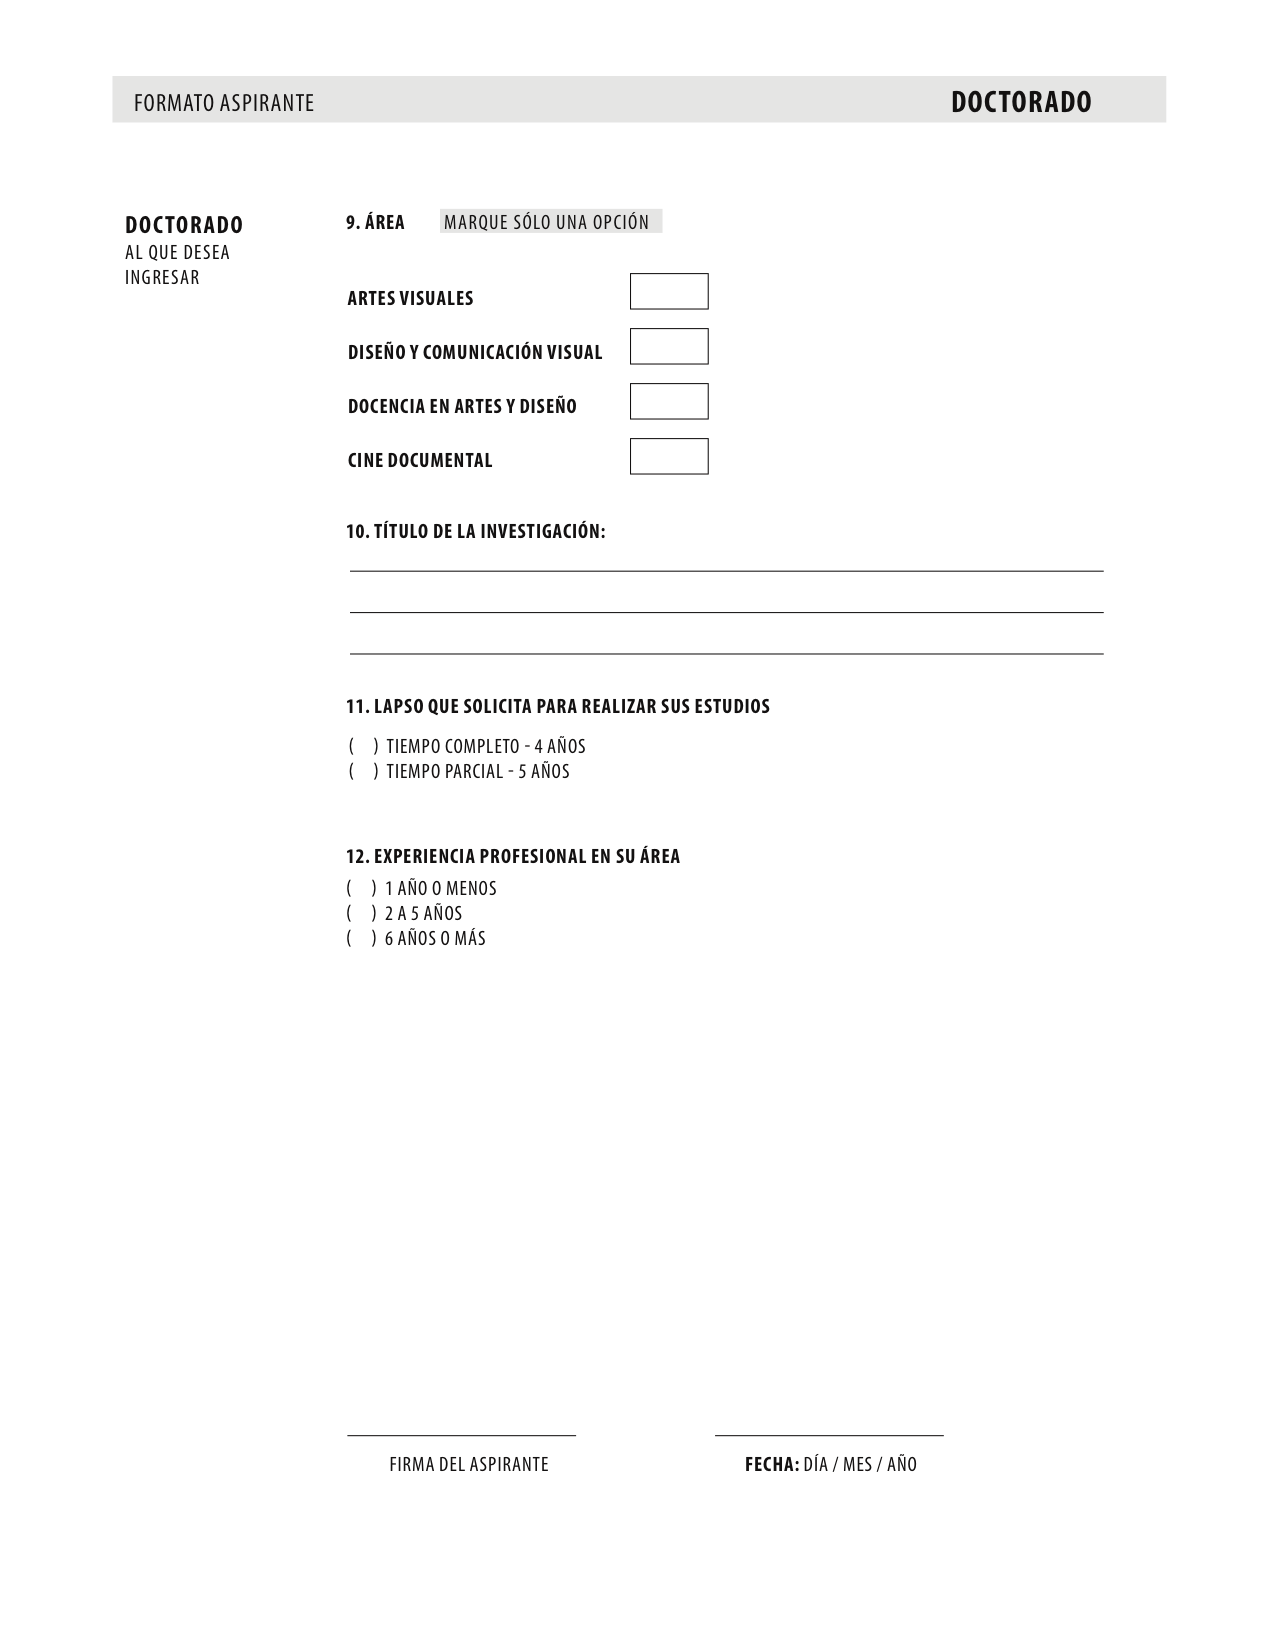 FORMATO ASPIRANTE DOCTORADO
DOCTORADO
AL QUE DESEA
INGRESAR
9. ÁREA MARQUE SÓLO UNA OPCIÓN
ARTES VISUALES
DISEÑO Y COMUNICACIÓN VISUAL
DOCENCIA EN ARTES Y DISEÑO
CINE DOCUMENTAL
10. TÍTULO DE LA INVESTIGACIÓN:
11. LAPSO QUE SOLICITA PARA REALIZAR SUS ESTUDIOS
( ) TIEMPO COMPLETO - 4 AÑOS
( ) TIEMPO PARCIAL - 5 AÑOS
12. EXPERIENCIA PROFESIONAL EN SU ÁREA
( ) 1 AÑO O MENOS
( ) 2 A 5 AÑOS
( ) 6 AÑOS O MÁS
FIRMA DEL ASPIRANTE FECHA: DÍA / MES / AÑO